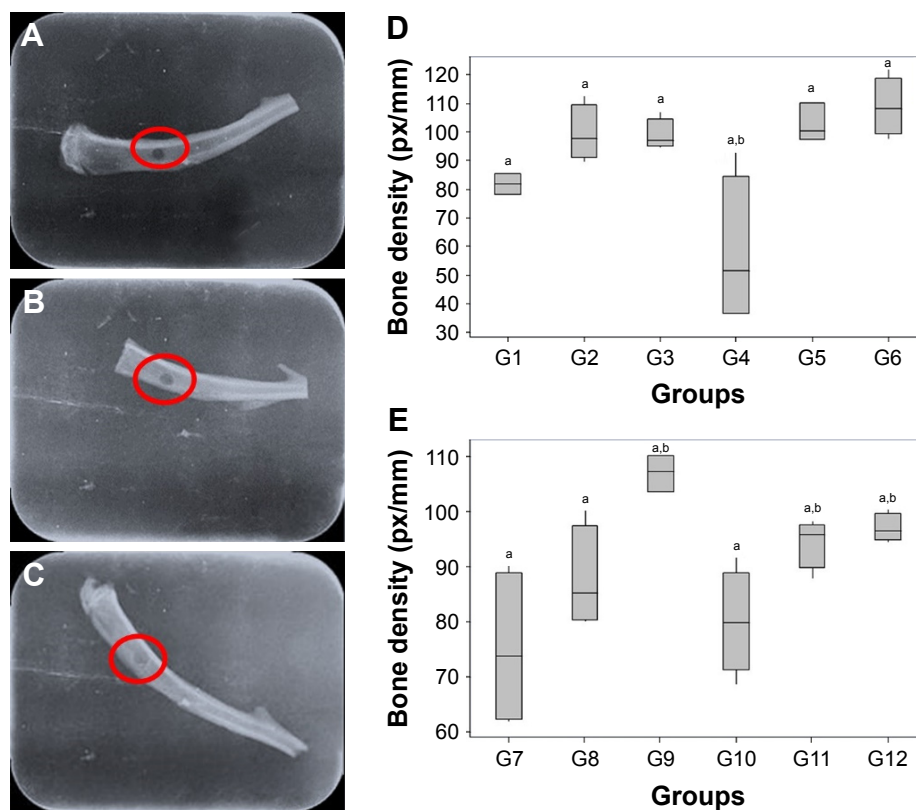 A
B
C
D
Bone density (px/mm)
120
110
100
90
80
70
60
50
40
30
a
a
a
a,b
a
a
G1 G2 G3 G4 G5 G6
Groups
E
Bone density (px/mm)
110
100
90
80
70
60
a
a
a,b
a
a,b
a,b
G7 G8 G9 G10 G11 G12
Groups